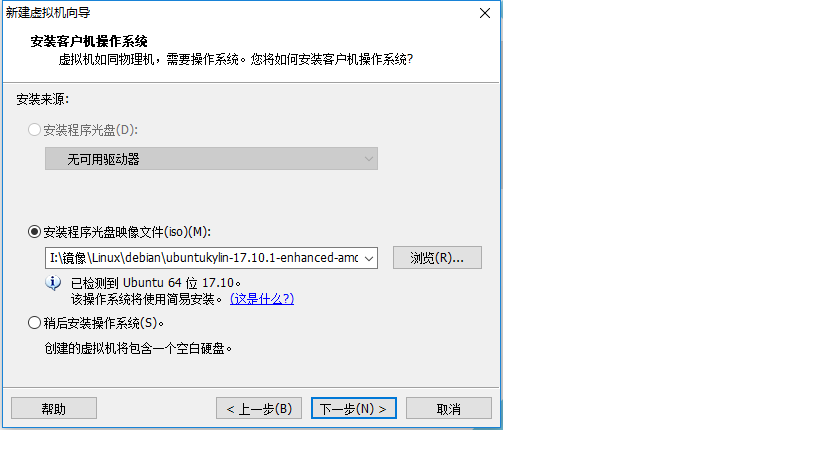 新建虚拟机向导
安装客户机操作系统
虚拟机如同物理机，需要操作系统。您将如何安装客户机操作系统?
安装来源:
安装程序光盘(D):
无可用驱动器
安装程序光盘映像文件(iso)(M):
I:\镜像\Linux\debian\ubuntukylin-17.10.1-enhanced-amd
浏览(R)...
已检测到 Ubuntu 64 位 17.10。
该操作系统将使用简易安装。 (这是什么?)
稍后安装操作系统(S)。
创建的虚拟机将包含一个空白硬盘。
帮助
< 上一步(B)
下一步(N) >
取消